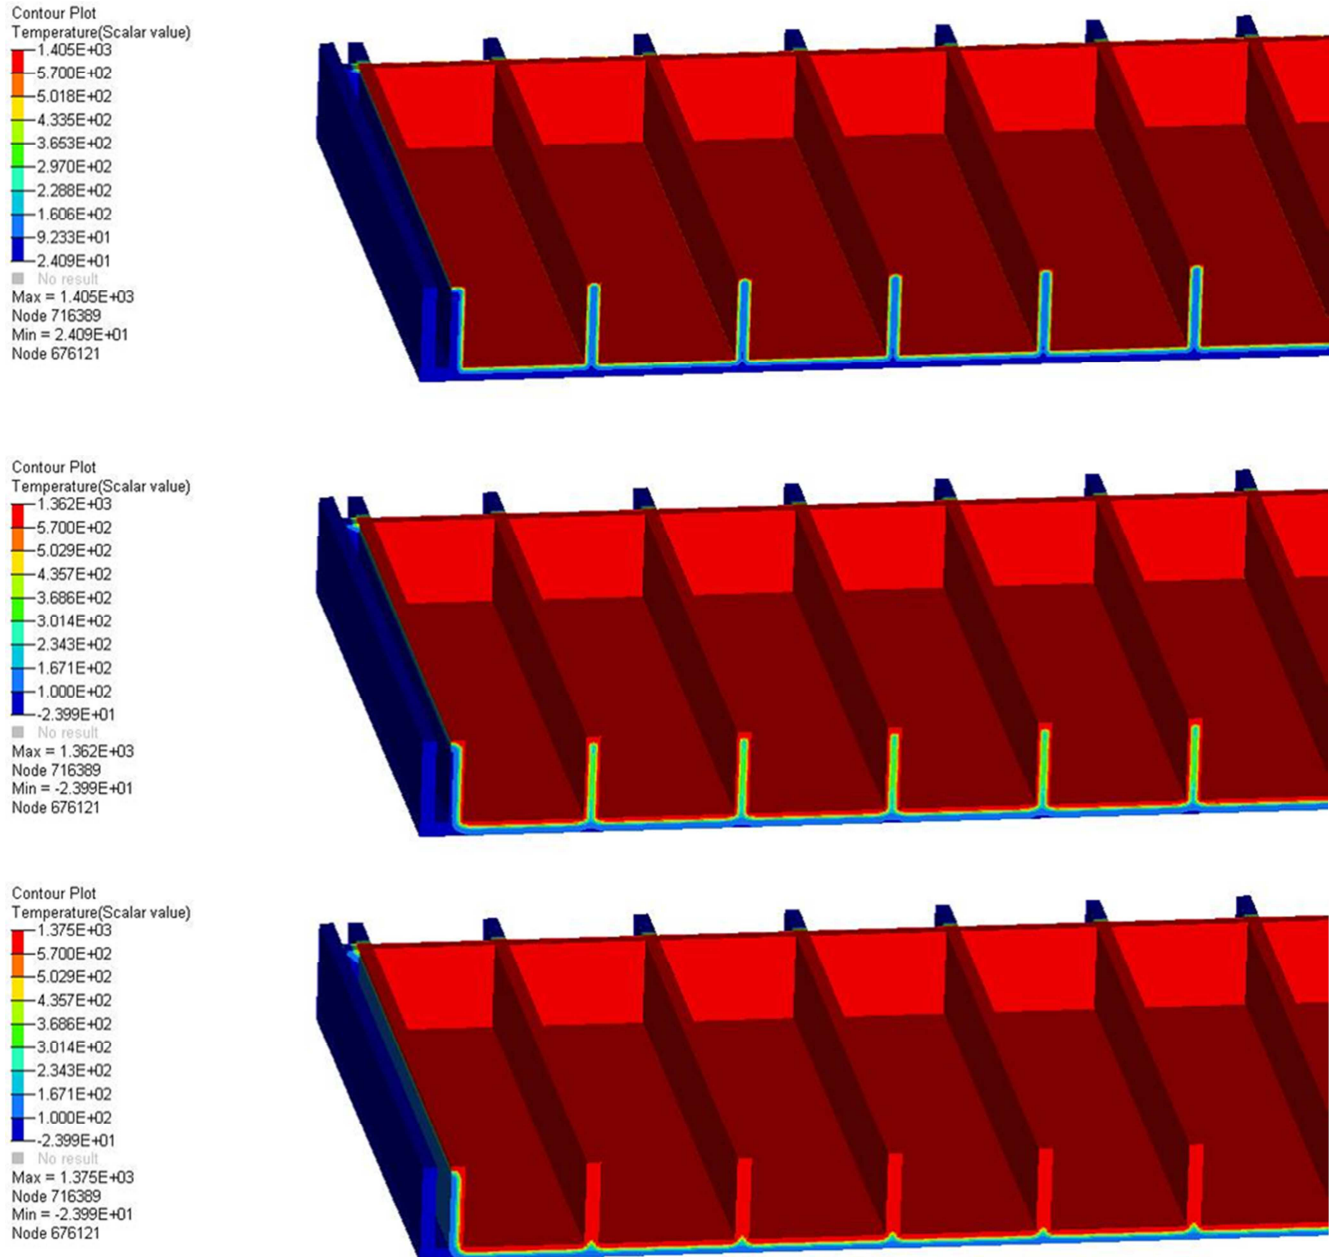 Contour Plot
Temperature(Scalar value)
1.405E+03
5.700E+02
5.018E+02
4.335E+02
3.653E+02
2.970E+02
2.288E+02
1.606E+02
9.233E+01
2.409E+01
No result
Max = 1.405E+03
Node 716389
Min = 2.409E+01
Node 676121
Contour Plot
Temperature(Scalar value)
1.362E+03
5.700E+02
5.029E+02
4.357E+02
3.686E+02
3.014E+02
2.343E+02
1.671E+02
1.000E+02
-2.399E+01
No result
Max = 1.362E+03
Node 716389
Min = -2.399E+01
Node 676121
Contour Plot
Temperature(Scalar value)
1.375E+03
5.700E+02
5.029E+02
4.357E+02
3.686E+02
3.014E+02
2.343E+02
1.671E+02
1.000E+02
-2.399E+01
No result
Max = 1.375E+03
Node 716389
Min = -2.399E+01
Node 676121